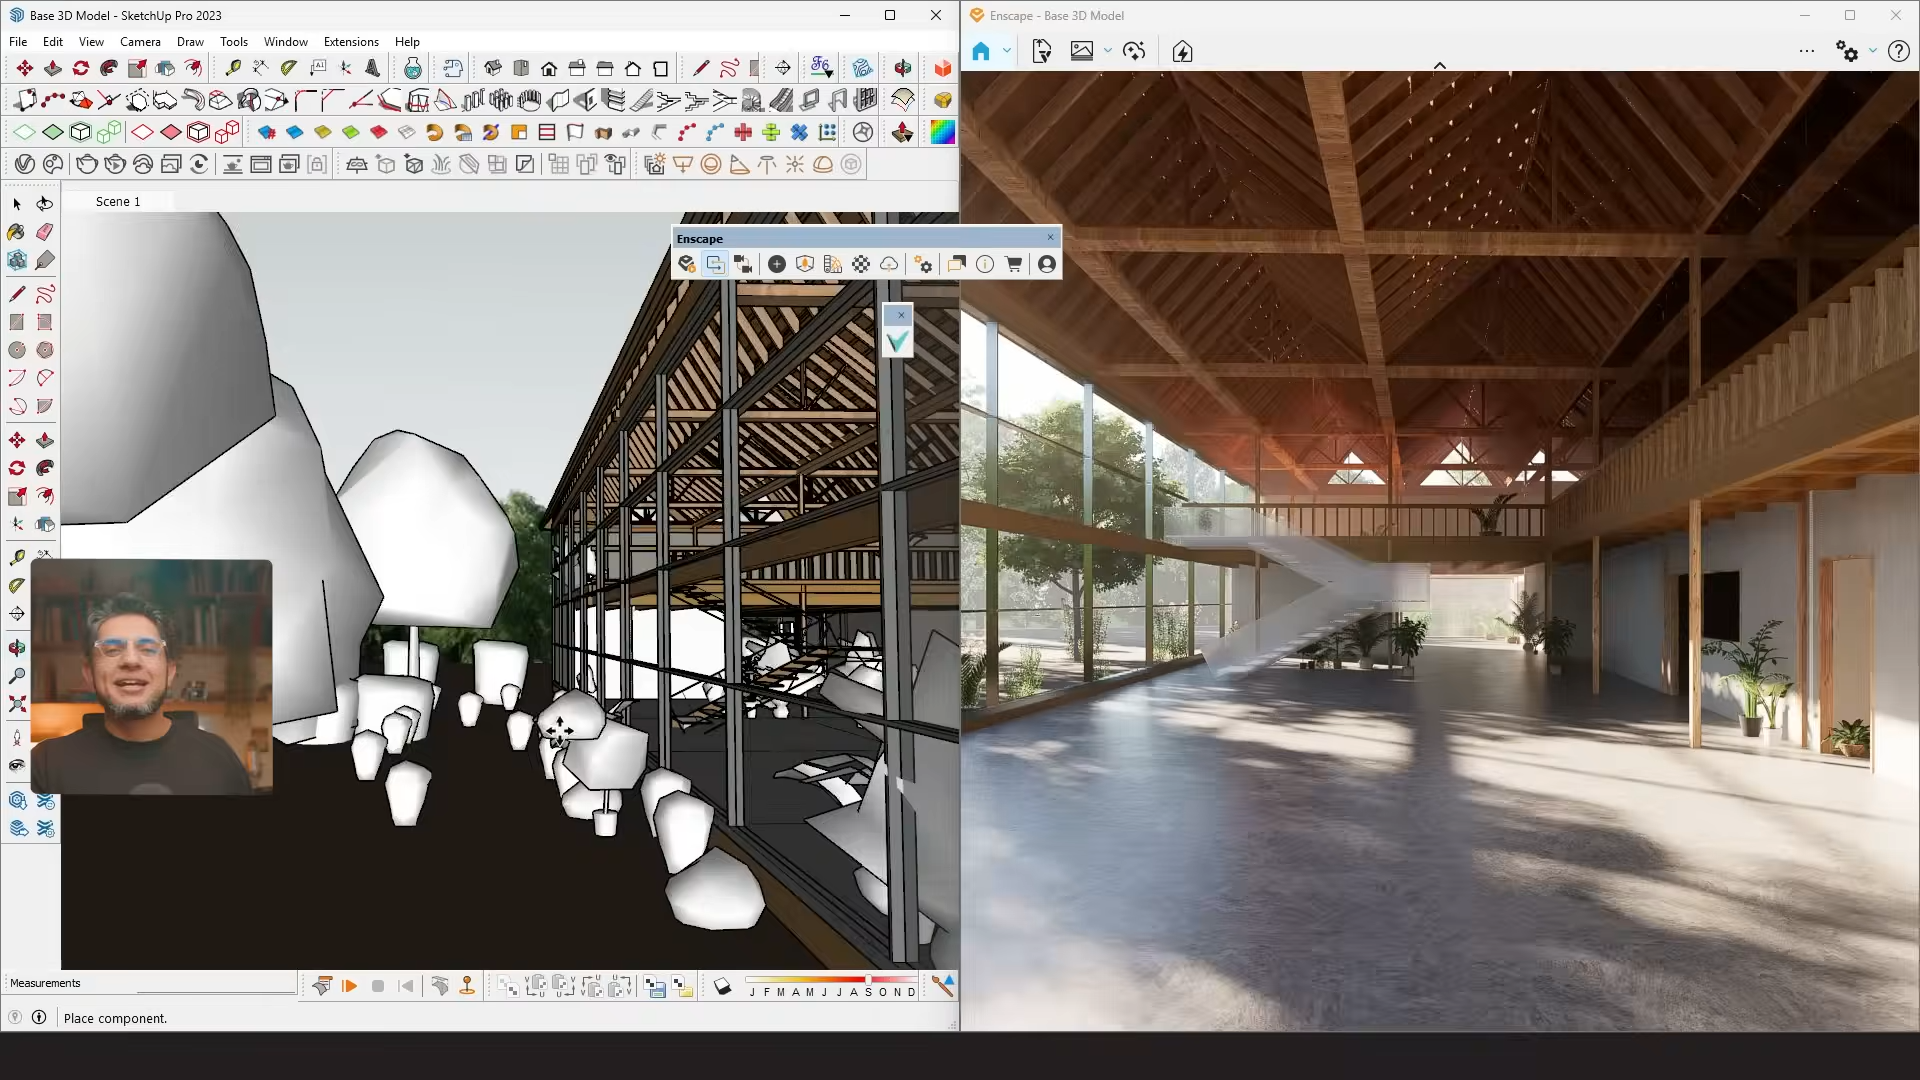 Base 3D Model - SketchUp Pro 2023
File Edit View Camera Draw Tools Window Extensions Help
Scene 1
Enscape
Measurements
J F M A M J J A S O N D
Place component.
Enscape - Base 3D Model